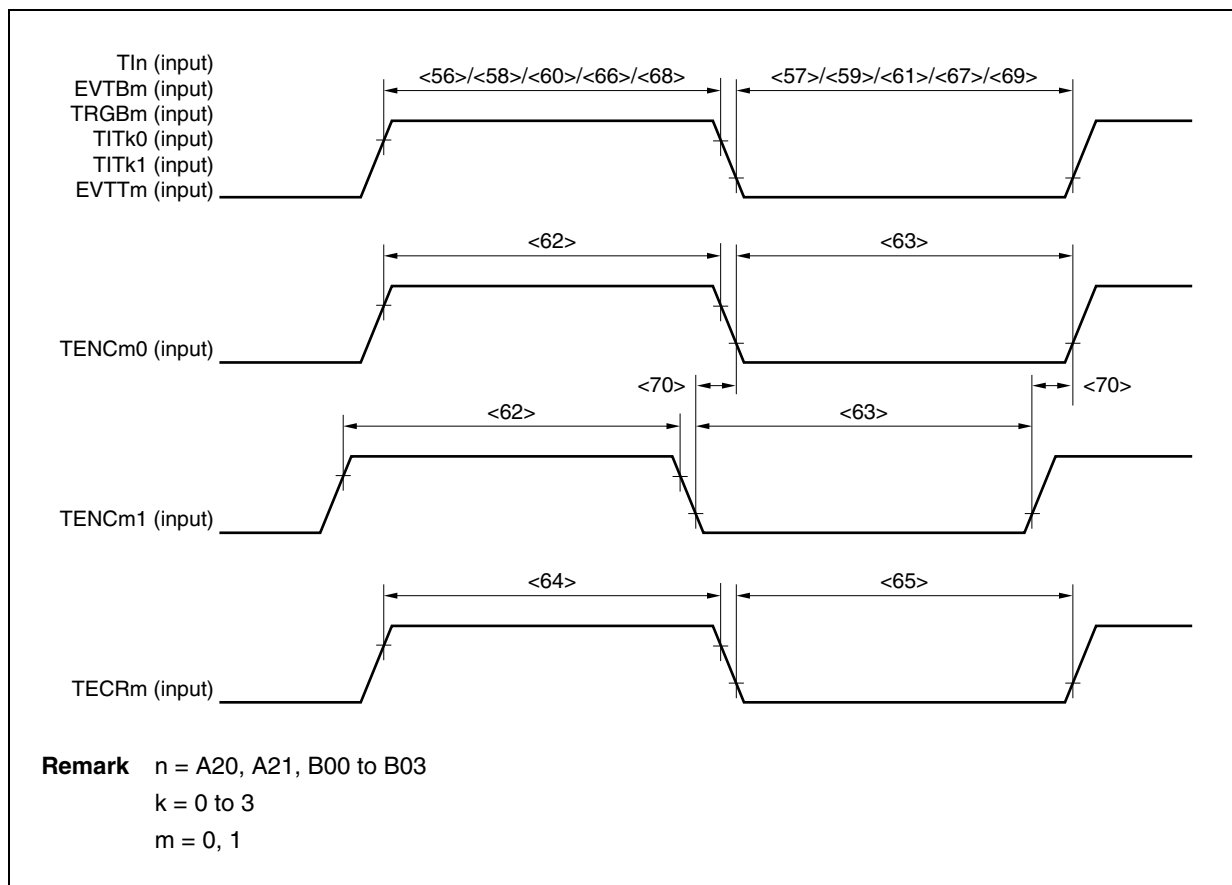 TIn (input)
EVTBm (input)
TRGBm (input)
TITk0 (input)
TITk1 (input)
EVTTm (input)
<56>/<58>/<60>/<66>/<68>
<57>/<59>/<61>/<67>/<69>
<62>
<63>
TENCm0 (input)
<70>
<70>
<62>
<63>
TENCm1 (input)
<64>
<65>
TECRm (input)
Remark n = A20, A21, B00 to B03
k = 0 to 3
m = 0, 1